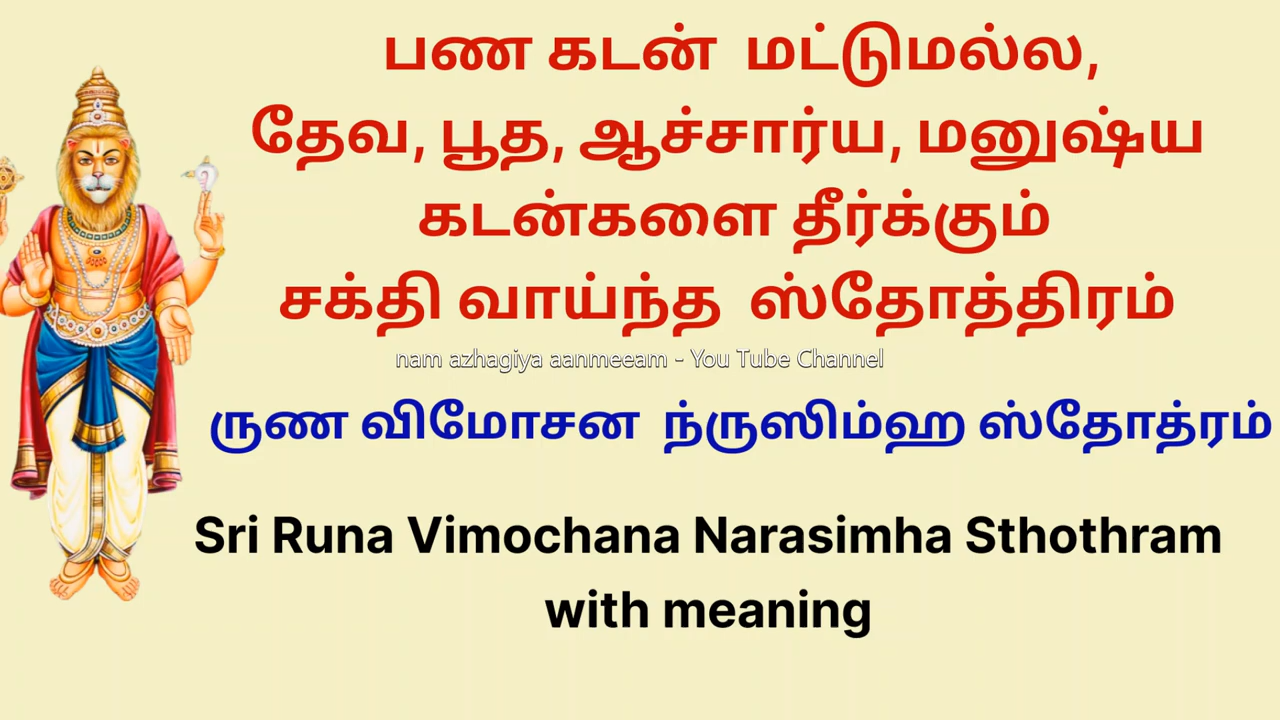 பண கடன் மட்டுமல்ல,
தேவ, பூத, ஆச்சார்ய, மனுஷ்ய
கடன்களை தீர்க்கும்
சக்தி வாய்ந்த ஸ்தோத்திரம்
nam azhagiya aanmeeam - You Tube Channel
ருண விமோசன ந்ருஸிம்ஹ ஸ்தோத்ரம்
Sri Runa Vimochana Narasimha Sthothram
with meaning